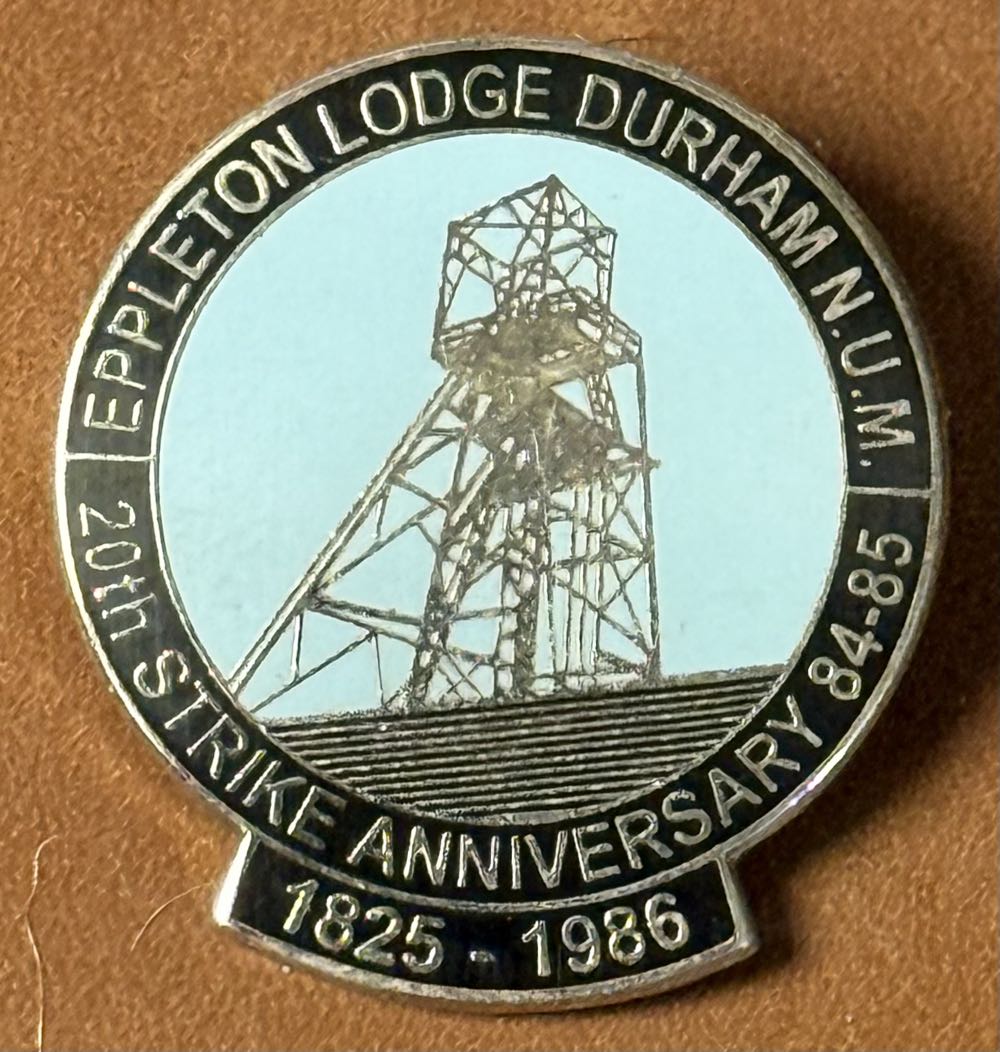 EPPLETON LODGE DURHAM N.U.M.
20th STRIKE ANNIVERSARY 84-85
1825 - 1986